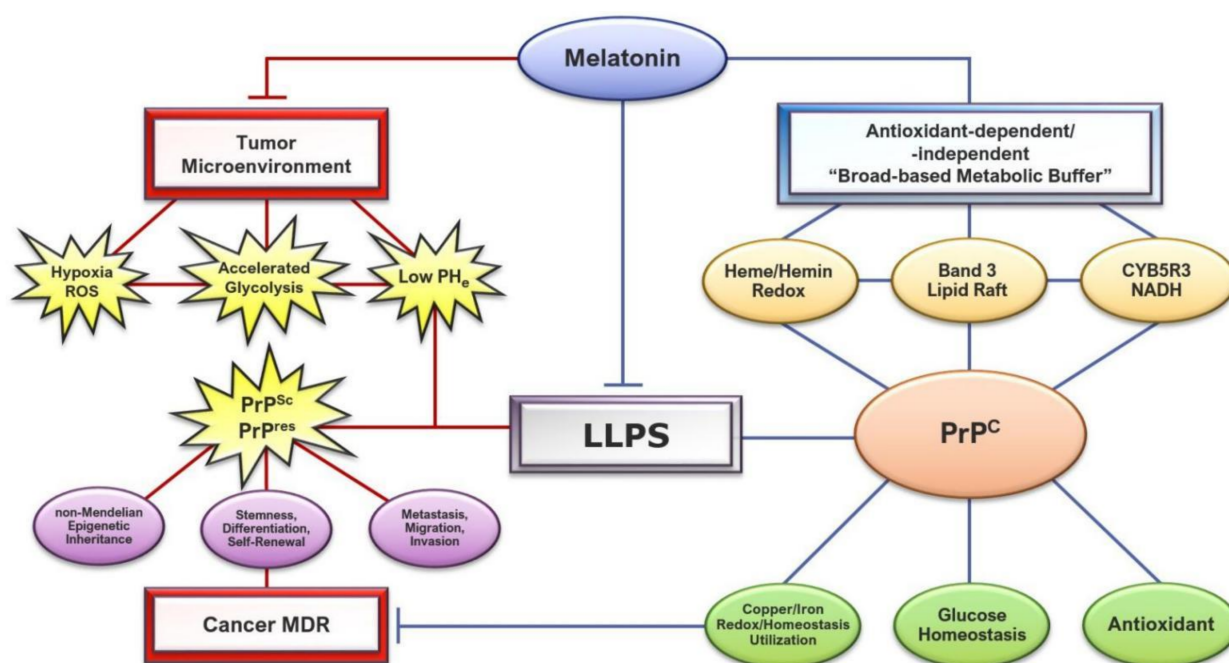 Melatonin
Tumor
Microenvironment
Antioxidant-dependent/
-independent
“Broad-based Metabolic Buffer”
Hypoxia
ROS
Accelerated
Glycolysis
Low PHe
Heme/Hemin
Redox
Band 3
Lipid Raft
CYB5R3
NADH
PrPSc
PrPres
LLPS
PrPC
non-Mendelian
Epigenetic
Inheritance
Stemness,
Differentiation,
Self-Renewal
Metastasis,
Migration,
Invasion
Cancer MDR
Copper/Iron
Redox/Homeostasis
Utilization
Glucose
Homeostasis
Antioxidant